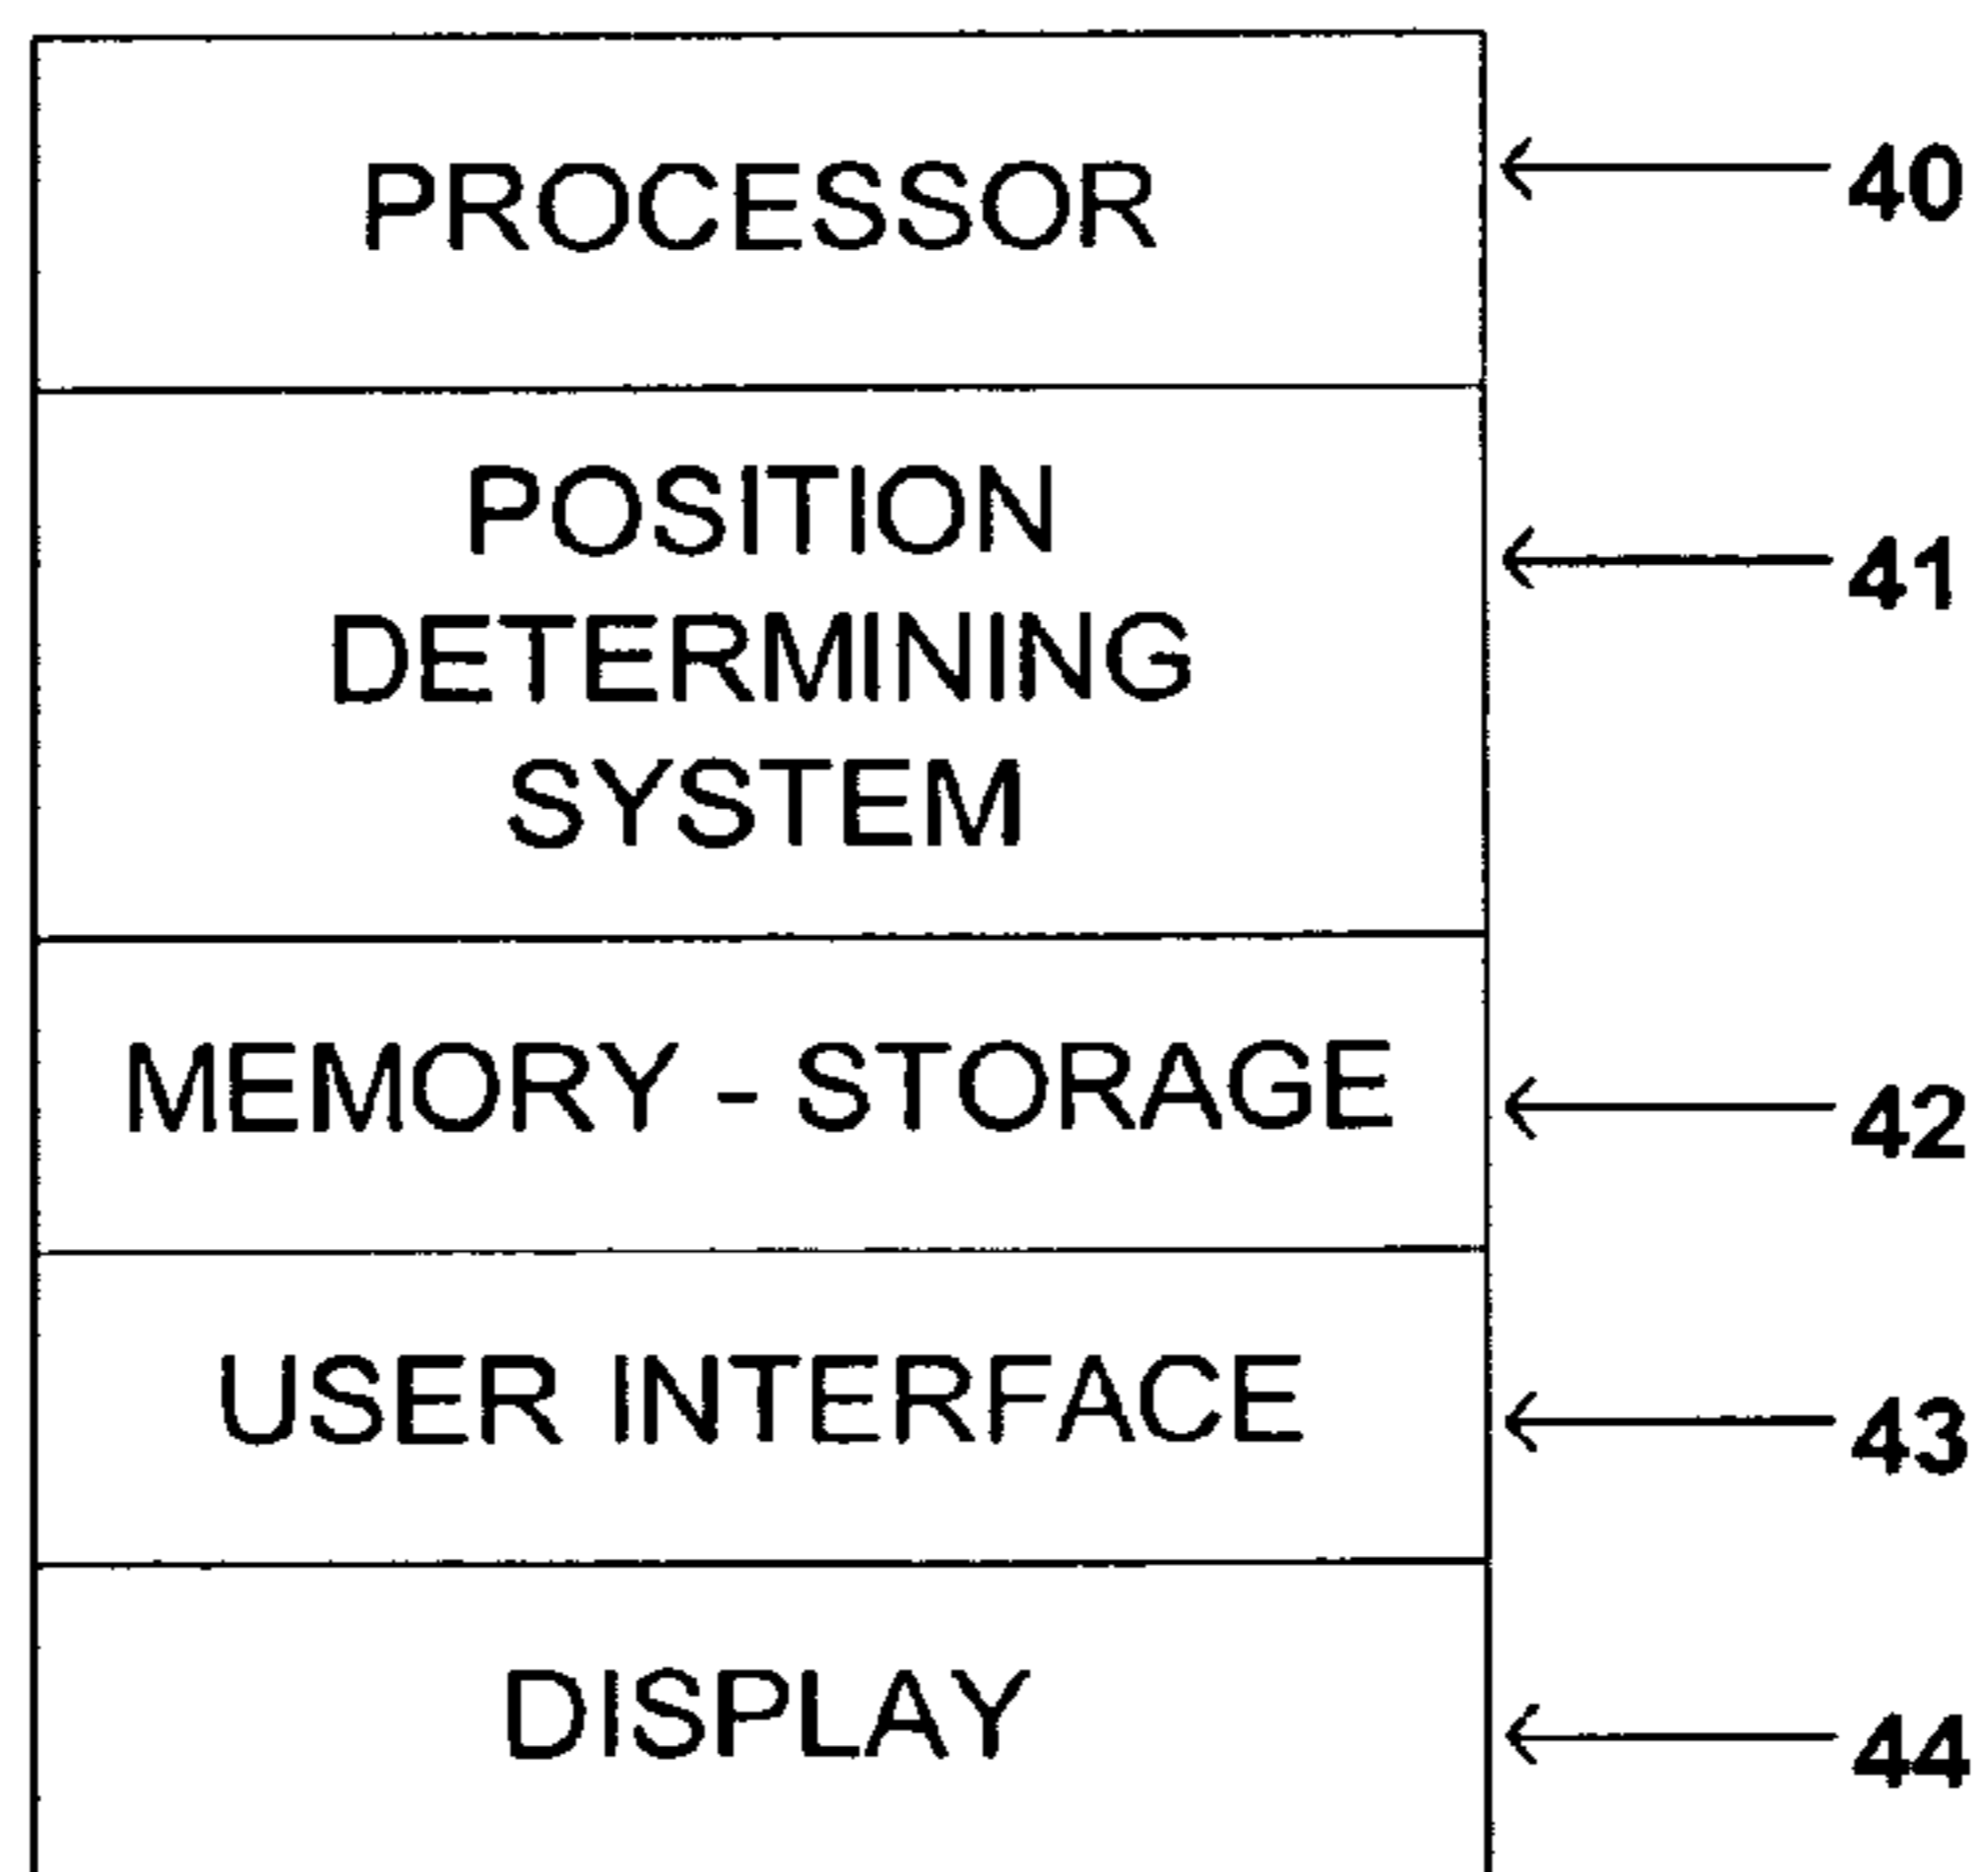 PROCESSOR
40
POSITION
DETERMINING
SYSTEM
41
MEMORY - STORAGE
42
USER INTERFACE
43
DISPLAY
44